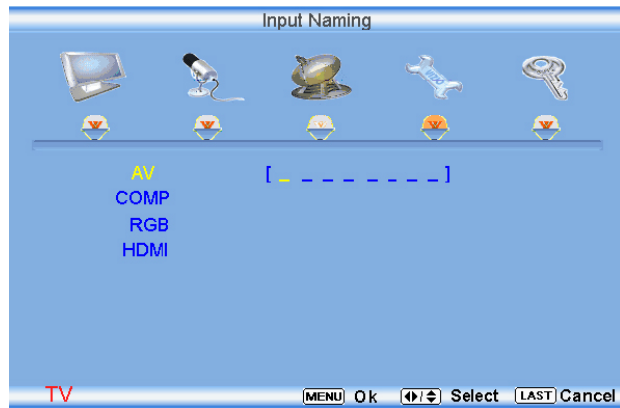 Input Naming
AV [ _ _ _ _ _ _ _ _ _ ]
COMP
RGB
HDMI
TV MENU Ok Select LAST Cancel